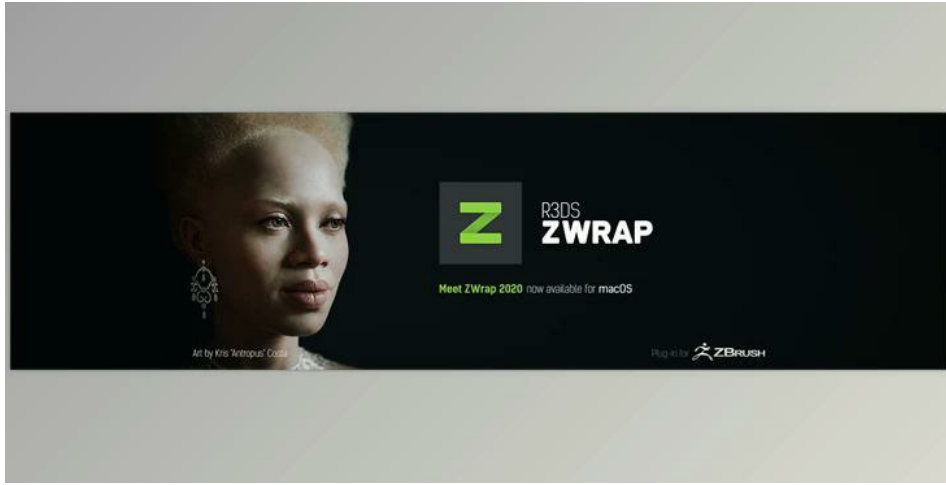 Z
R3DS
ZWRAP
Meet ZWrap 2020 now available for macOS
Art by Kris "Antropus" Costa
Plug-in for ZBRUSH